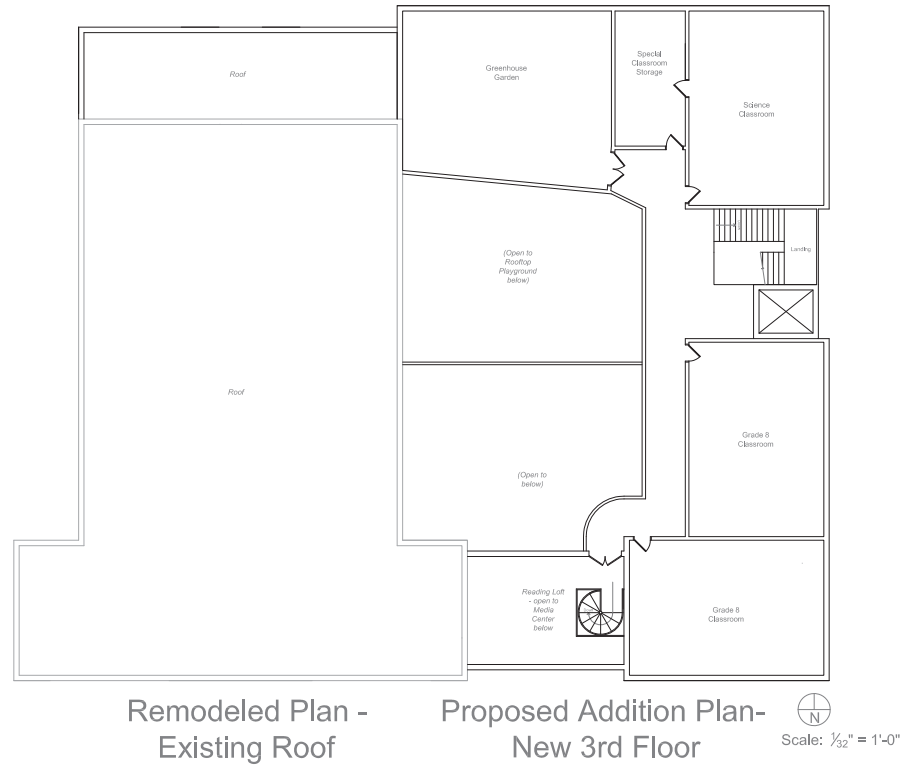 Roof
Greenhouse
Garden
Special
Classroom
Storage
Science
Classroom
(Open to
Rooftop
Playground
below)
Landing
Roof
Grade 8
Classroom
(Open to
below)
Reading Loft
- open to
Media
Center
below
Grade 8
Classroom
Remodeled Plan -
Existing Roof
Proposed Addition Plan-
New 3rd Floor
N
Scale: 1/32" = 1'-0"